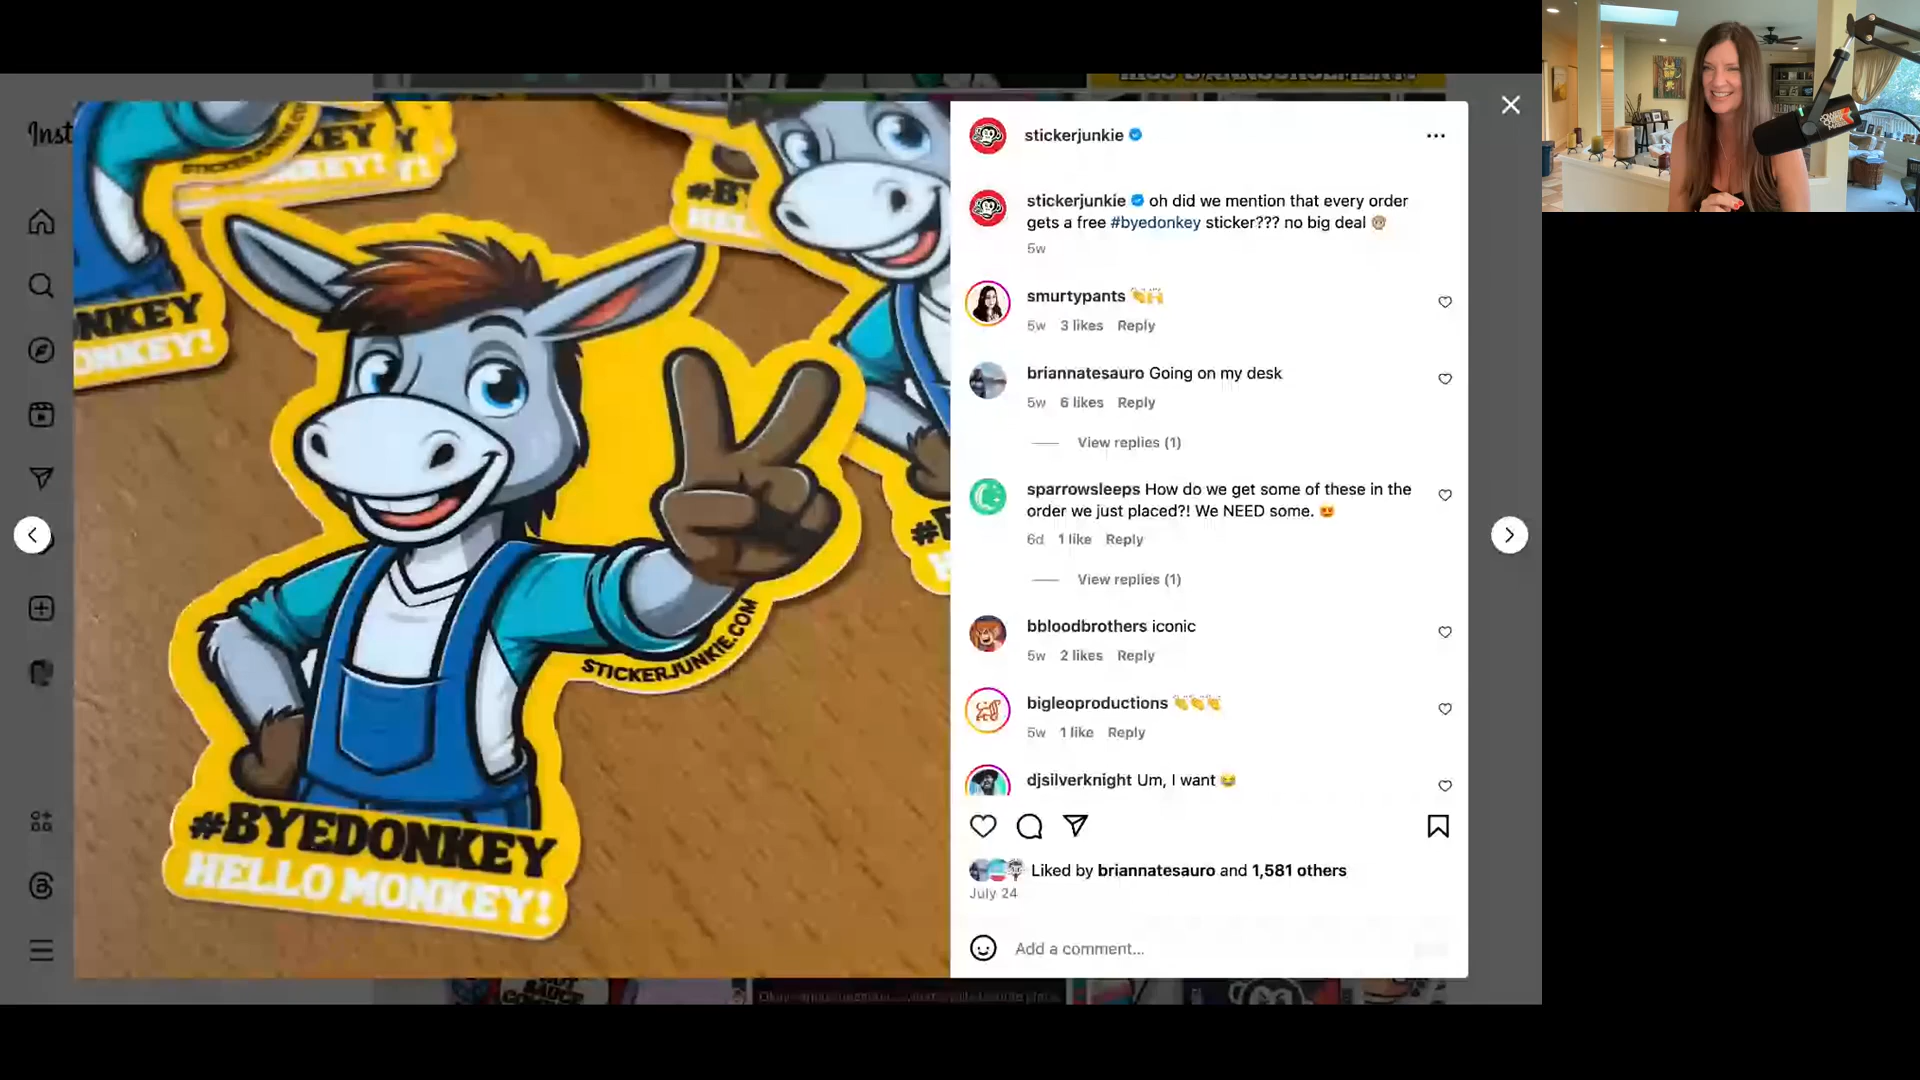 Inst
NKEY
ONKEY!
STICKERJUNKIE.COM
#BYEDONKEY
HELLO MONKEY!
stickerjunkie
stickerjunkie oh did we mention that every order
gets a free #byedonkey sticker??? no big deal 🙊
5w
smurtypants 👏🙌
5w 3 likes Reply
briannatesauro Going on my desk
5w 6 likes Reply
View replies (1)
sparrowsleeps How do we get some of these in the
order we just placed?! We NEED some. 😍
6d 1 like Reply
View replies (1)
bbloodbrothers iconic
5w 2 likes Reply
bigleoproductions 👏👏👏
5w 1 like Reply
djsilverknight Um, I want 😂
Liked by briannatesauro and 1,581 others
July 24
Add a comment...